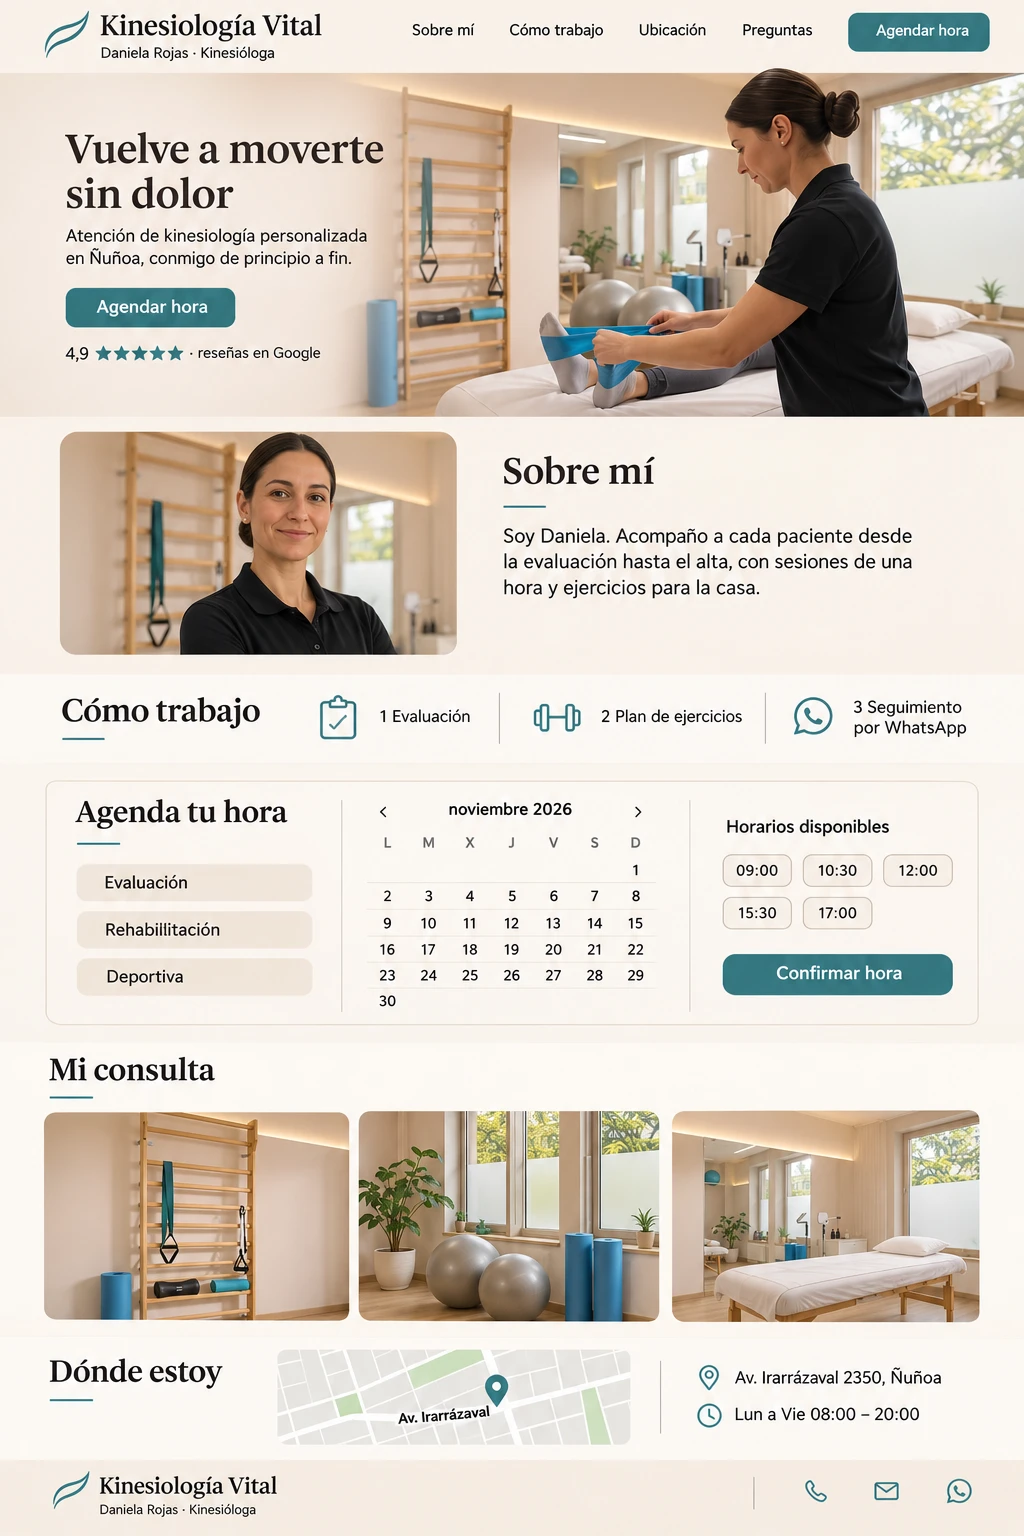 Kinesiología Vital
Daniela Rojas · Kinesióloga
Sobre mí
Cómo trabajo
Ubicación
Preguntas
Agendar hora
Vuelve a moverte
sin dolor
Atención de kinesiología personalizada
en Ñuñoa, conmigo de principio a fin.
Agendar hora
4,9 ★★★★★ · reseñas en Google
Sobre mí
Soy Daniela. Acompaño a cada paciente desde
la evaluación hasta el alta, con sesiones de una
hora y ejercicios para la casa.
Cómo trabajo
1 Evaluación
2 Plan de ejercicios
3 Seguimiento
por WhatsApp
Agenda tu hora
Evaluación
Rehabilitación
Deportiva
‹ noviembre 2026 ›
L M X J V S D
1
2 3 4 5 6 7 8
9 10 11 12 13 14 15
16 17 18 19 20 21 22
23 24 25 26 27 28 29
30
Horarios disponibles
09:00 10:30 12:00
15:30 17:00
Confirmar hora
Mi consulta
Dónde estoy
Av. Irarrázaval
Av. Irarrázaval 2350, Ñuñoa
Lun a Vie 08:00 – 20:00
Kinesiología Vital
Daniela Rojas · Kinesióloga